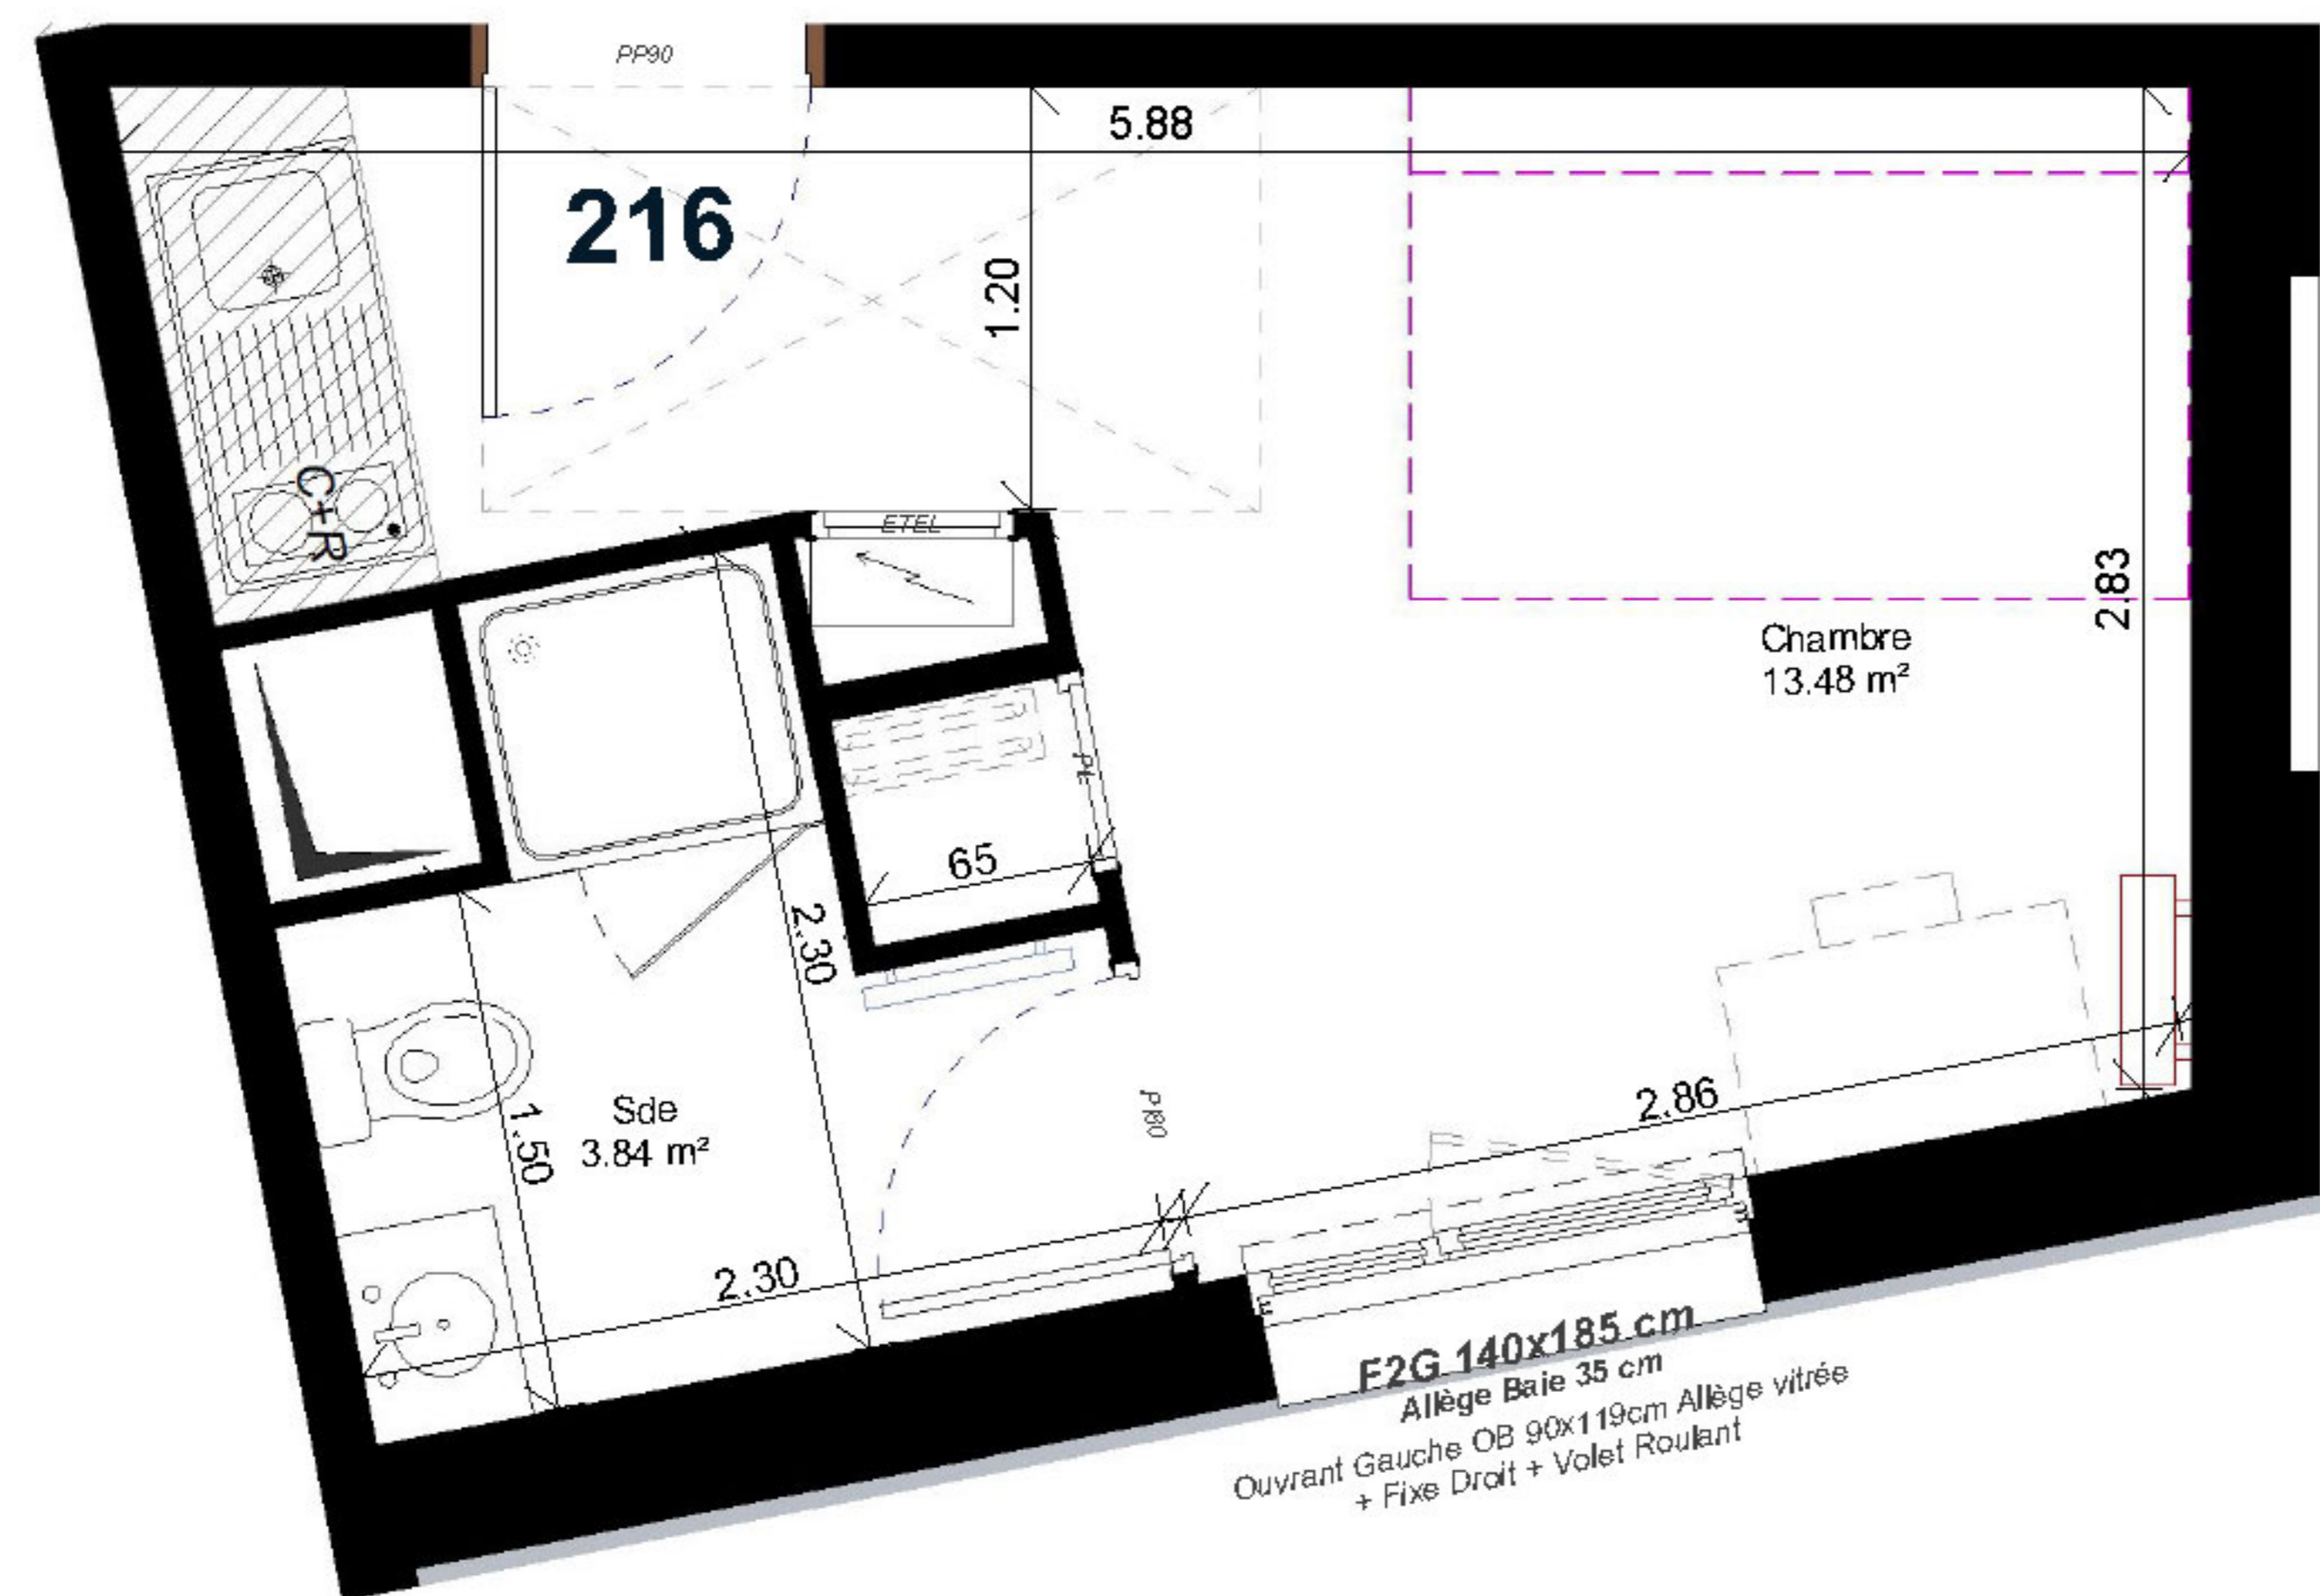 PP90
5.88
216
1.20
C+R
ETEL
2.83
Chambre
13.48 m²
PL
65
2.30
2.86
P180
Sde
3.84 m²
1.50
2.30
F2G 140x185 cm
Allège Baie 35 cm
Ouvrant Gauche OB 90x119cm Allège vitrée
+ Fixe Droit + Volet Roulant